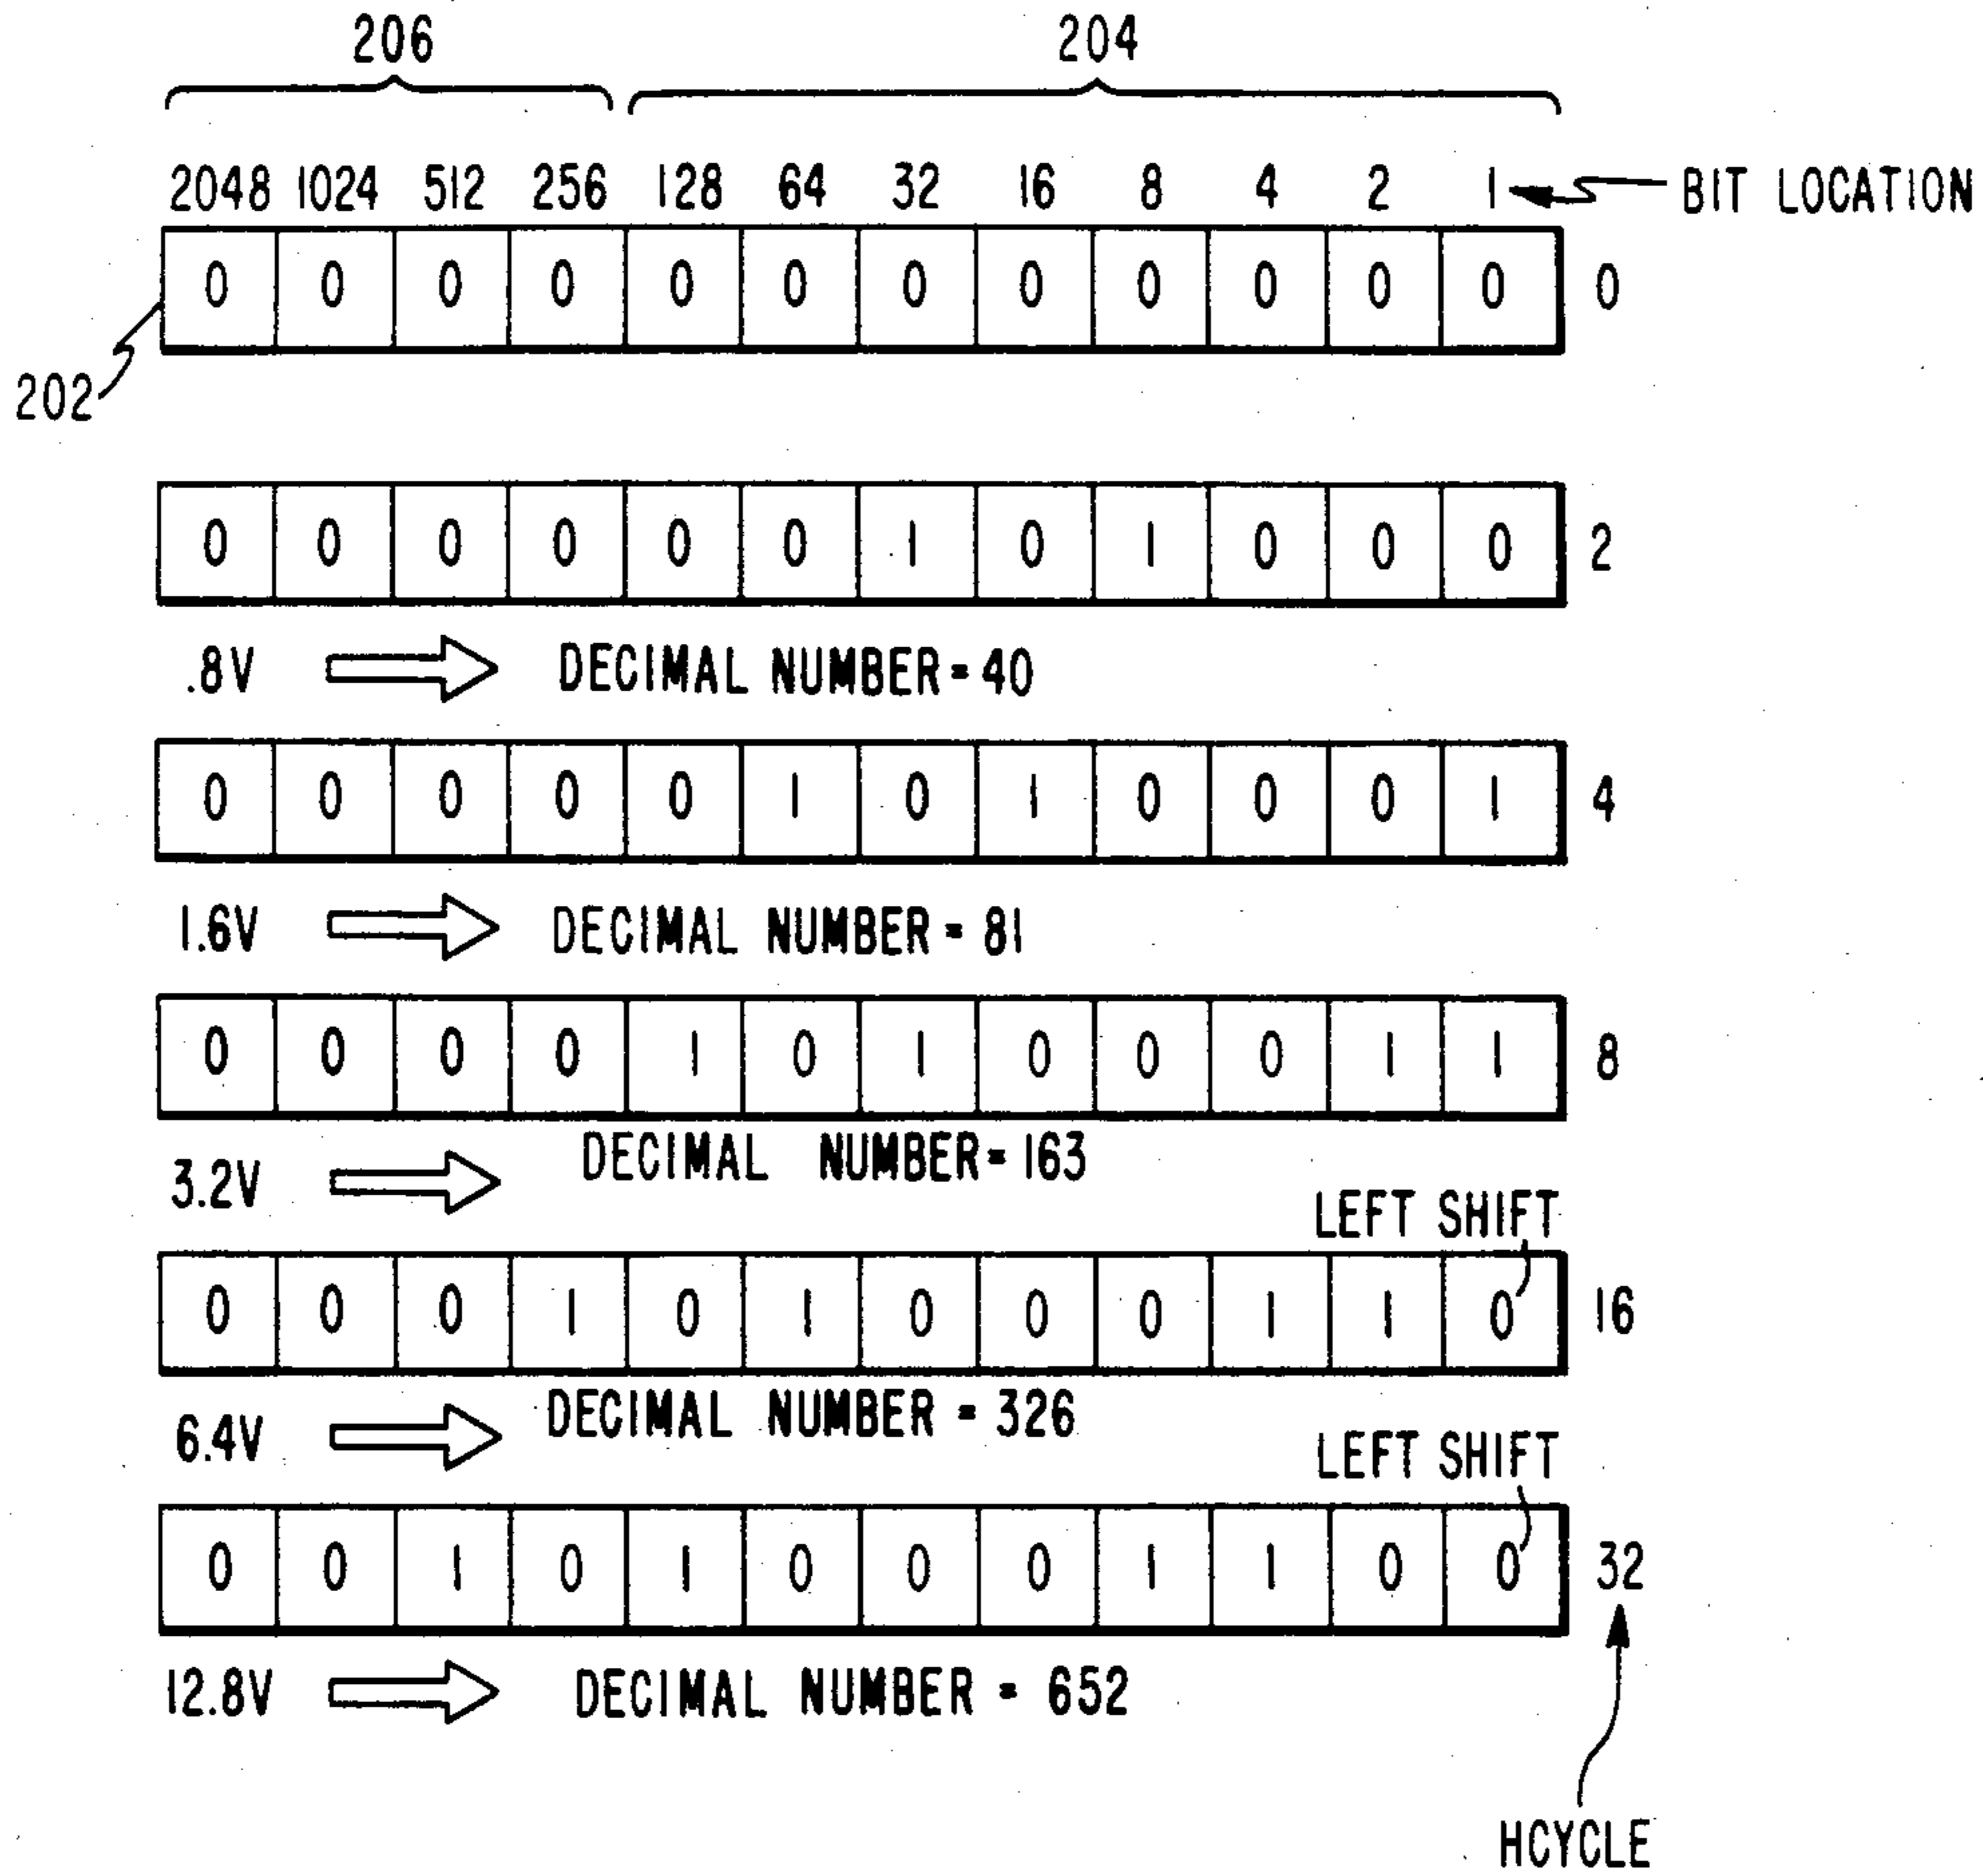 206 204
2048 1024 512 256 128 64 32 16 8 4 2 1 BIT LOCATION
0 0 0 0 0 0 0 0 0 0 0 0 0
202
0 0 0 0 0 0 1 0 1 0 0 0 2
.8V DECIMAL NUMBER = 40
0 0 0 0 0 1 0 1 0 0 0 1 4
1.6V DECIMAL NUMBER = 81
0 0 0 0 1 0 1 0 0 0 1 1 8
3.2V DECIMAL NUMBER = 163
LEFT SHIFT
0 0 0 1 0 1 0 0 0 1 1 0 16
6.4V DECIMAL NUMBER = 326
LEFT SHIFT
0 0 1 0 1 0 0 0 1 1 0 0 32
12.8V DECIMAL NUMBER = 652
HCYCLE